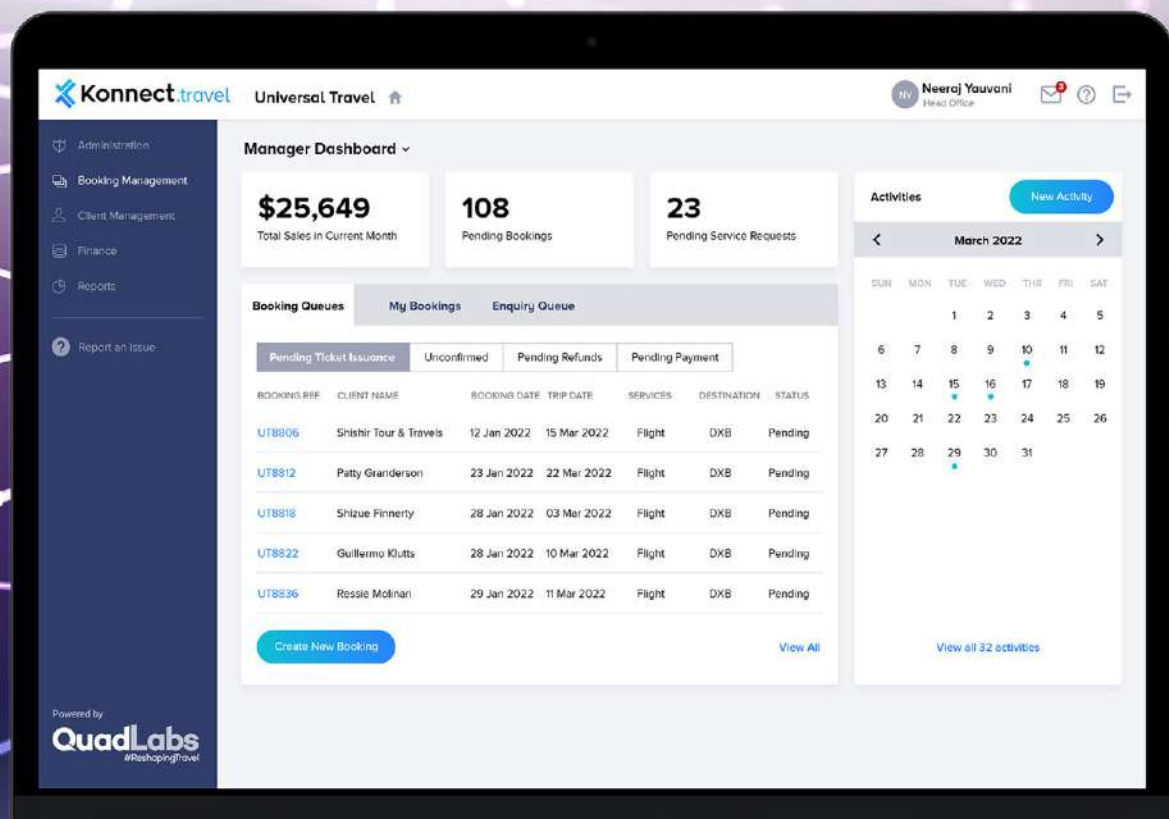 Konnect.travel
Universal Travel
NV
Neeraj Yauvani
Head Office
3
?
Administration
Booking Management
Client Management
Finance
Reports
? Report an Issue
Powered by
QuadLabs
#ReshapingTravel
Manager Dashboard
$25,649
Total Sales in Current Month
108
Pending Bookings
23
Pending Service Requests
Booking Queues My Bookings Enquiry Queue
Pending Ticket Issuance Unconfirmed Pending Refunds Pending Payment
BOOKING REF CLIENT NAME BOOKING DATE TRIP DATE SERVICES DESTINATION STATUS
UT8806 Shishir Tour & Travels 12 Jan 2022 15 Mar 2022 Flight DXB Pending
UT8812 Patty Granderson 23 Jan 2022 22 Mar 2022 Flight DXB Pending
UT8818 Shizue Finnerty 28 Jan 2022 03 Mar 2022 Flight DXB Pending
UT8822 Guillermo Klutts 28 Jan 2022 10 Mar 2022 Flight DXB Pending
UT8836 Ressie Molinari 29 Jan 2022 11 Mar 2022 Flight DXB Pending
Create New Booking View All
Activities New Activity
< March 2022 >
SUN MON TUE WED THR FRI SAT
1 2 3 4 5
6 7 8 9 10 11 12
13 14 15 16 17 18 19
20 21 22 23 24 25 26
27 28 29 30 31
View all 32 activities